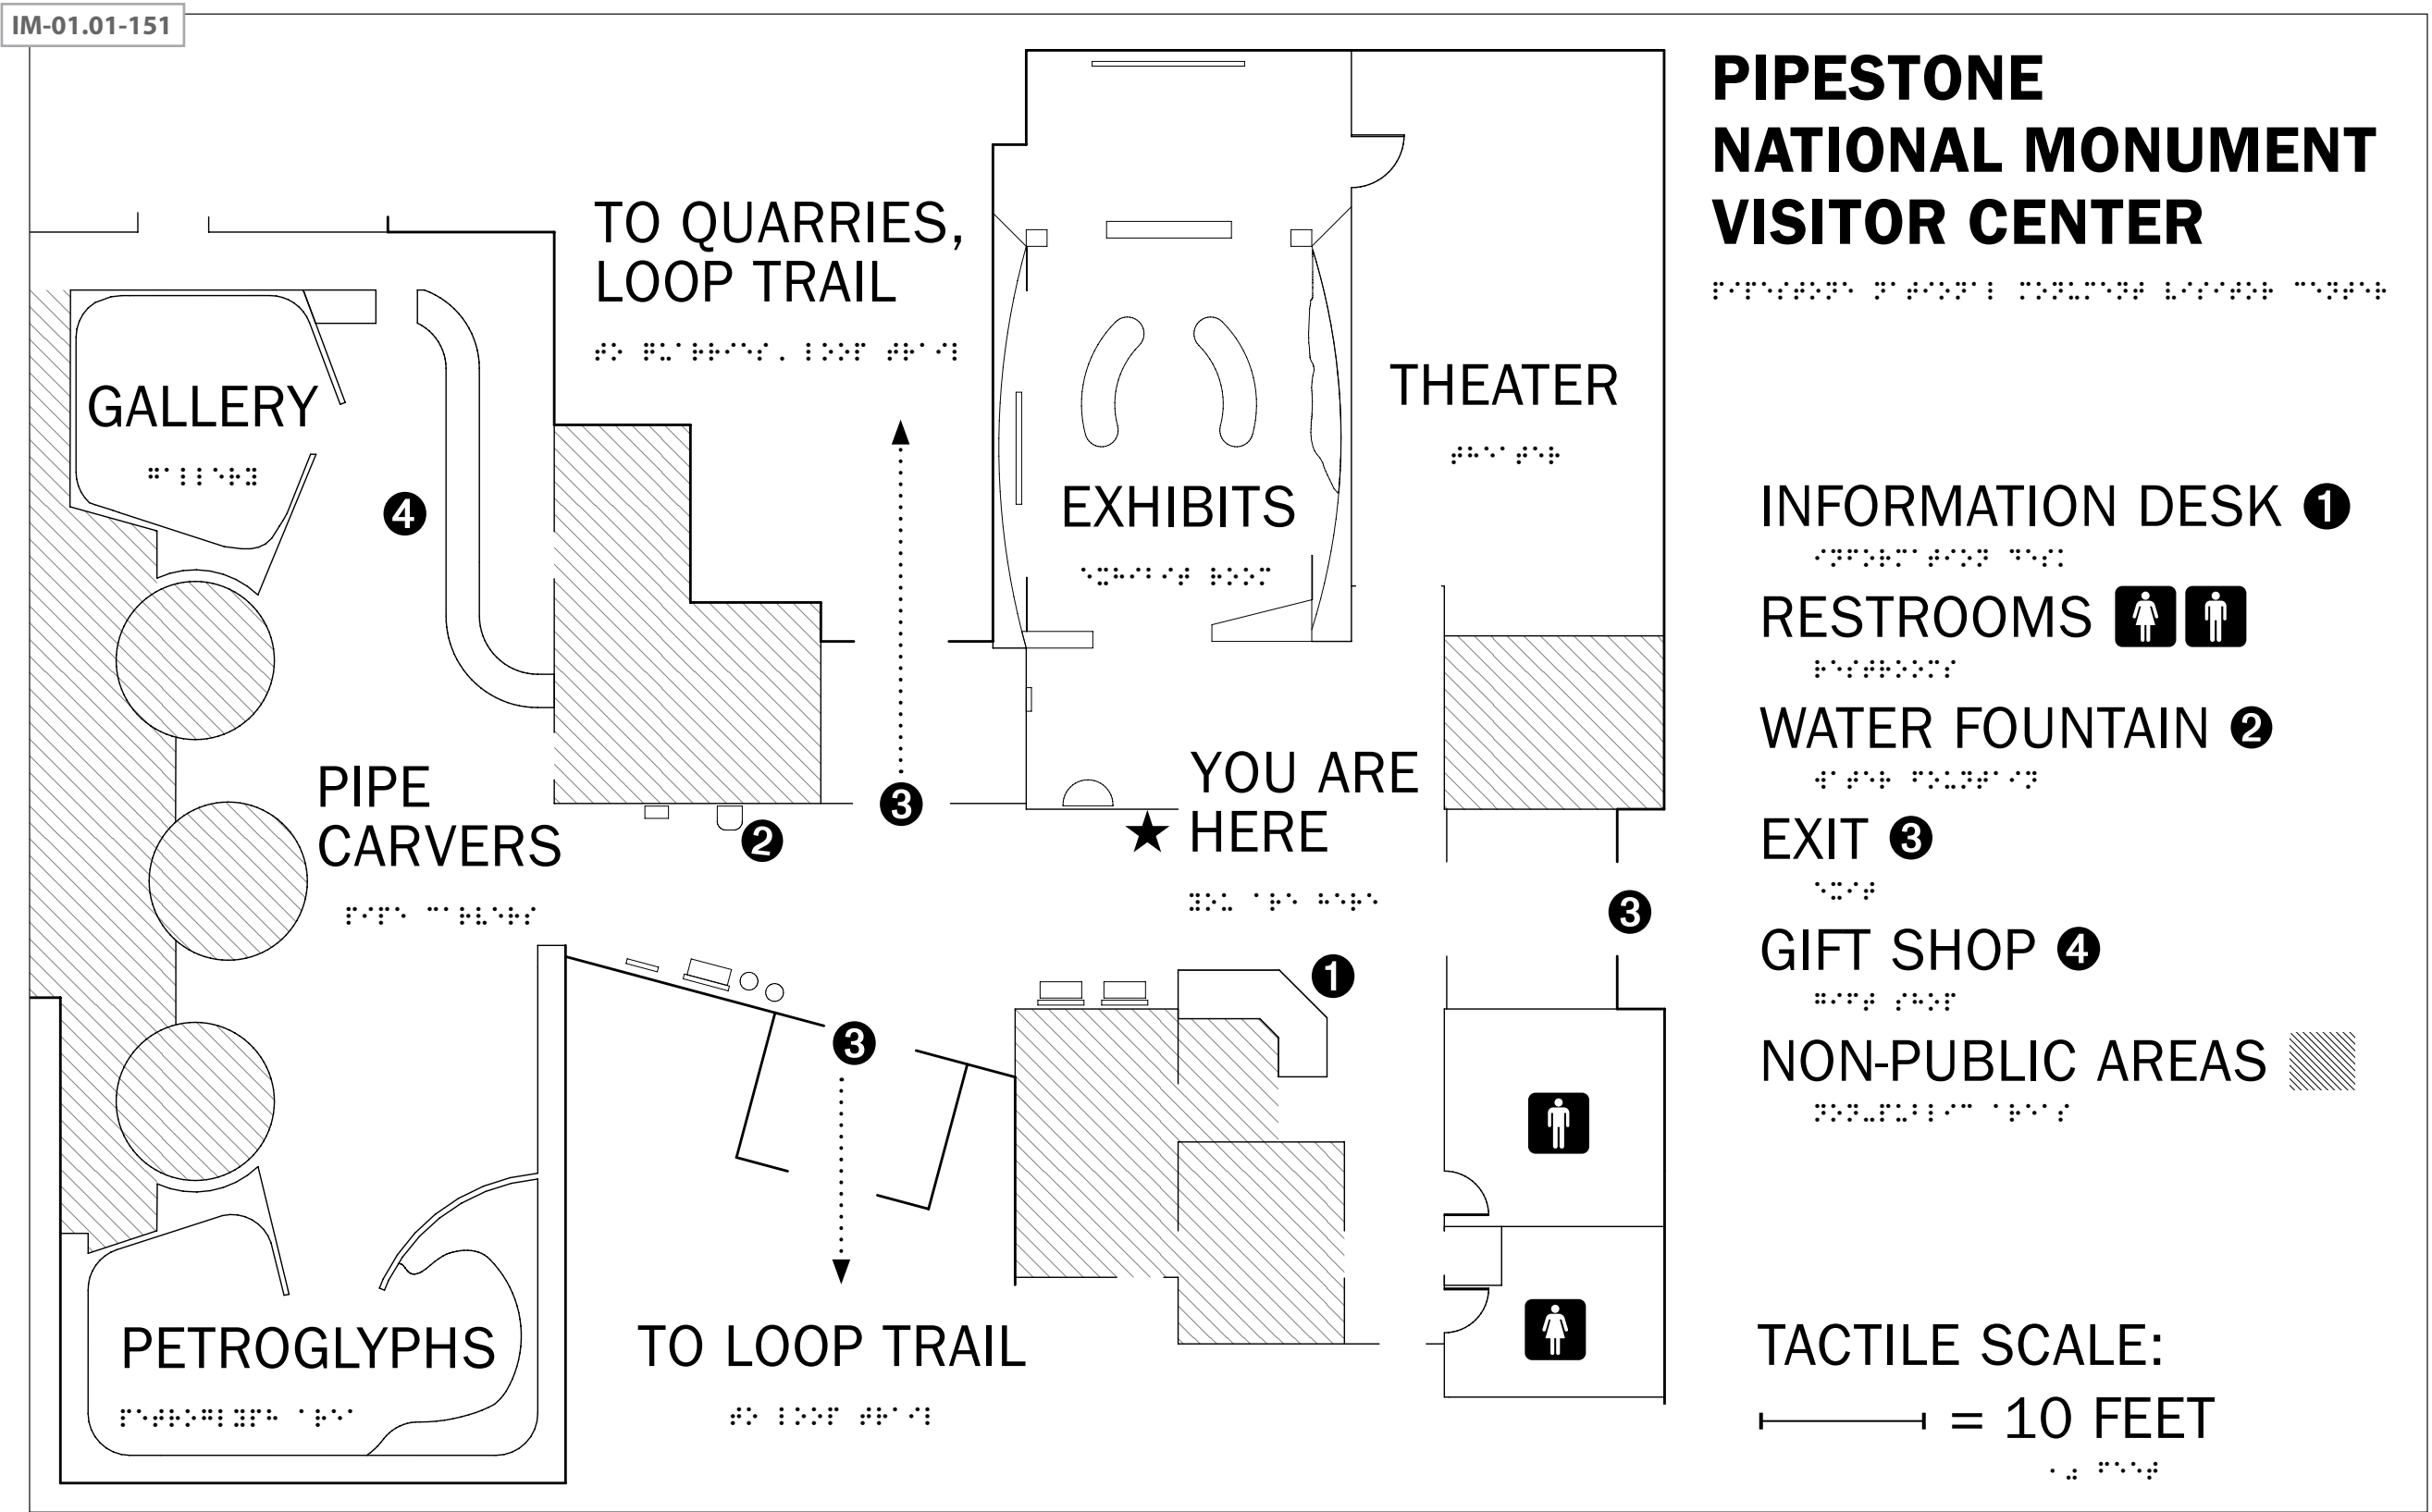 IM-01.01-151
PIPESTONE
NATIONAL MONUMENT
VISITOR CENTER
TO QUARRIES,
LOOP TRAIL
GALLERY
THEATER
EXHIBITS
4
INFORMATION DESK 1
RESTROOMS
WATER FOUNTAIN 2
EXIT 3
GIFT SHOP 4
NON-PUBLIC AREAS
PIPE
CARVERS
2
3
YOU ARE
HERE
3
1
3
PETROGLYPHS
TO LOOP TRAIL
TACTILE SCALE:
= 10 FEET